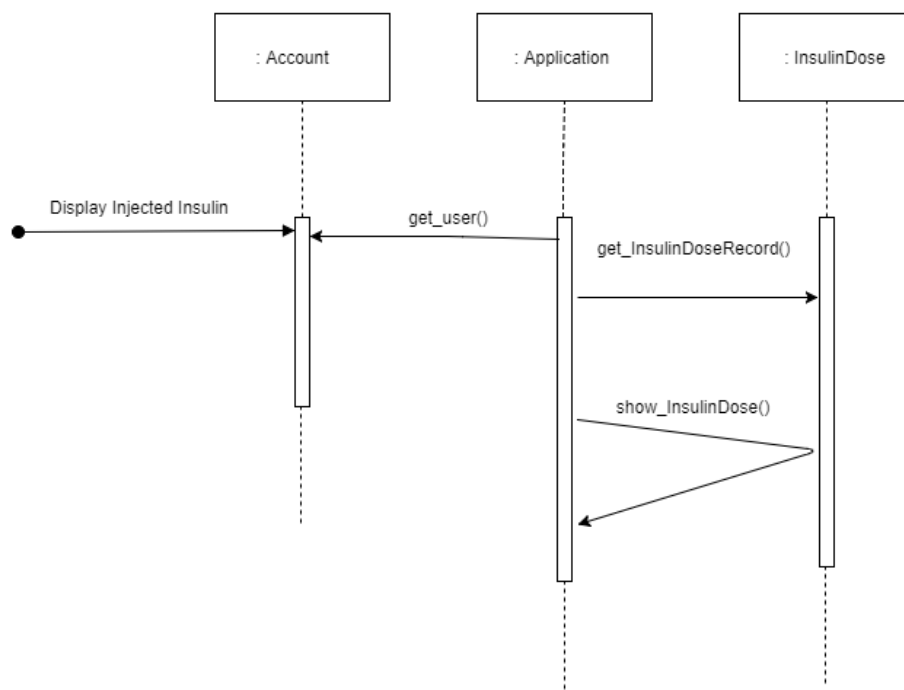 : Account
: Application
: InsulinDose
Display Injected Insulin
get_user()
get_InsulinDoseRecord()
show_InsulinDose()